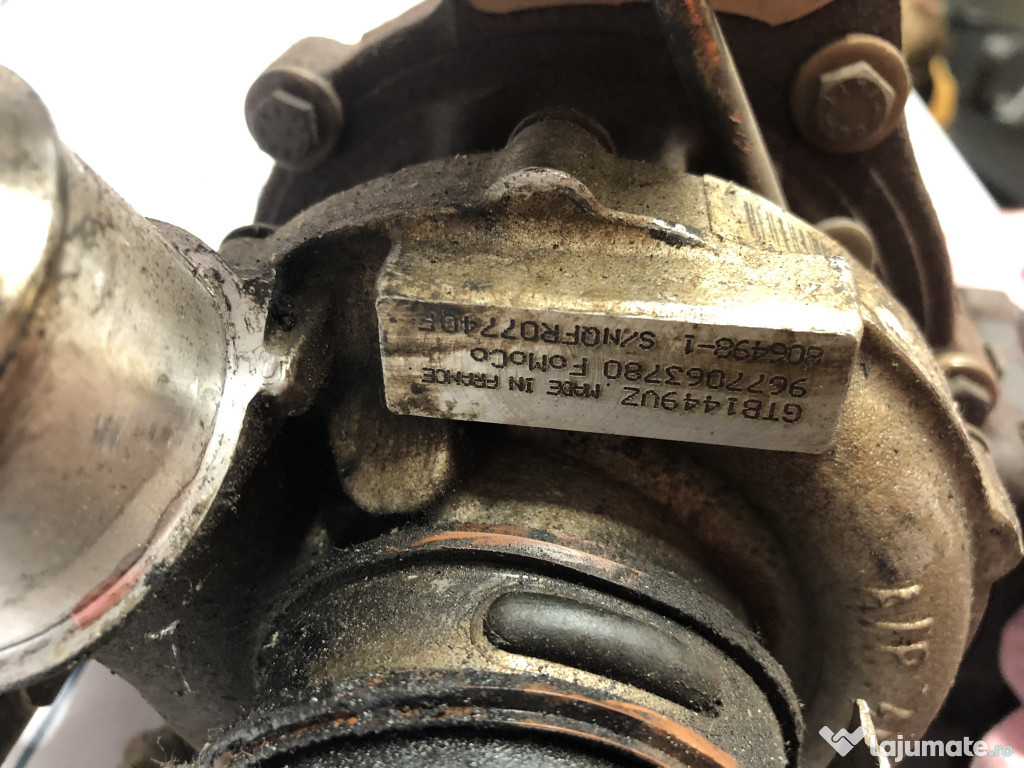 GTB1449VZ MADE IN FRANCE
9677063780 FoMoCo
806498-1 S/NQFR07740F
lajumate.ro